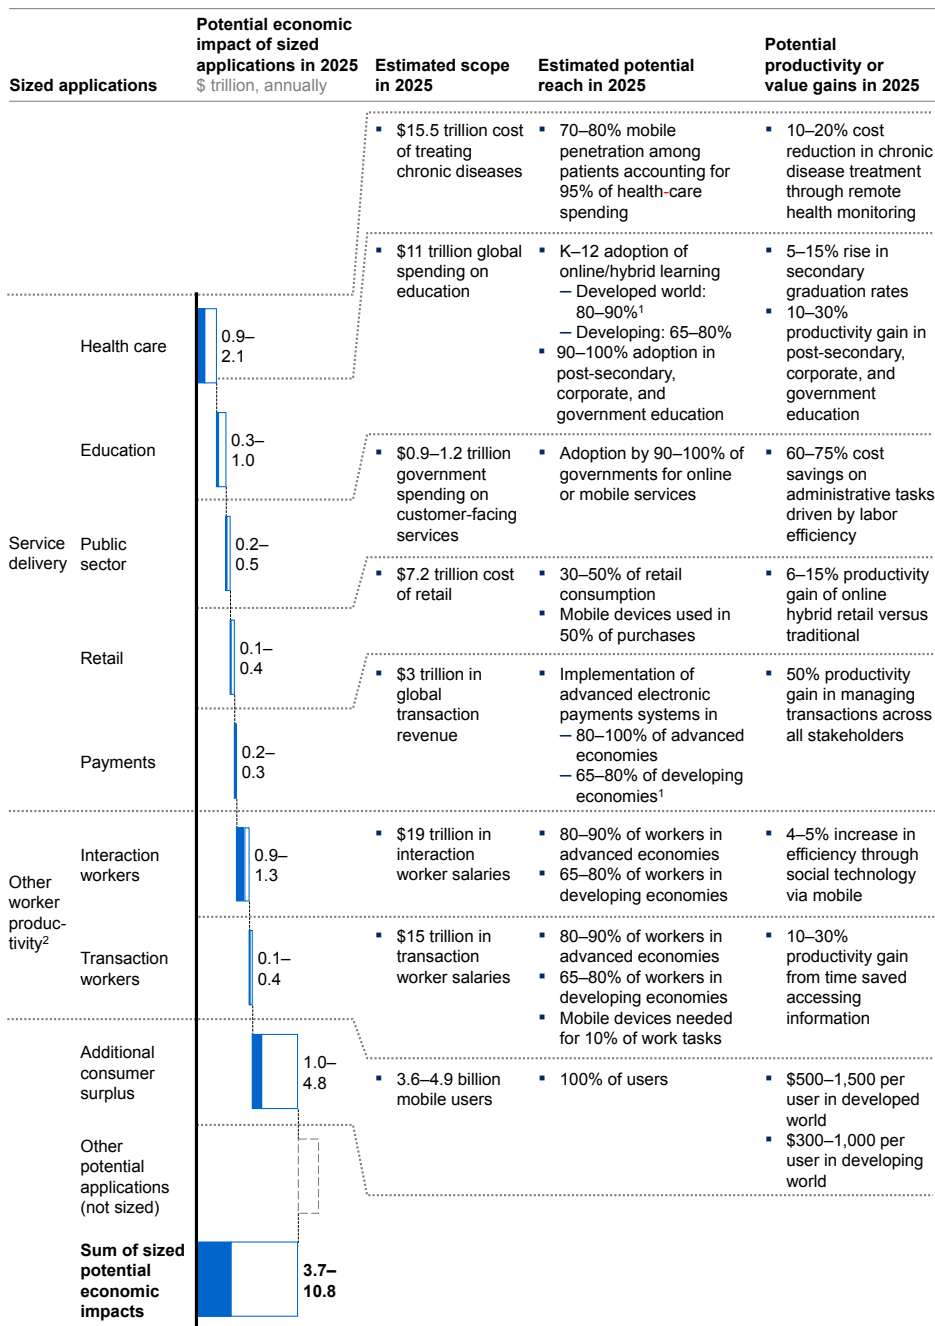 Sized applications
Potential economic
impact of sized
applications in 2025
$ trillion, annually
Estimated scope
in 2025
Estimated potential
reach in 2025
Potential
productivity or
value gains in 2025
Service
delivery
Health care
0.9–
2.1
▪ $15.5 trillion cost
of treating
chronic diseases
▪ 70–80% mobile
penetration among
patients accounting for
95% of health-care
spending
▪ 10–20% cost
reduction in chronic
disease treatment
through remote
health monitoring
Education
0.3–
1.0
▪ $11 trillion global
spending on
education
▪ K–12 adoption of
online/hybrid learning
– Developed world:
80–90%¹
– Developing: 65–80%
▪ 90–100% adoption in
post-secondary,
corporate, and
government education
▪ 5–15% rise in
secondary
graduation rates
▪ 10–30%
productivity gain in
post-secondary,
corporate, and
government
education
Public
sector
0.2–
0.5
▪ $0.9–1.2 trillion
government
spending on
customer-facing
services
▪ Adoption by 90–100% of
governments for online
or mobile services
▪ 60–75% cost
savings on
administrative tasks
driven by labor
efficiency
Retail
0.1–
0.4
▪ $7.2 trillion cost
of retail
▪ 30–50% of retail
consumption
▪ Mobile devices used in
50% of purchases
▪ 6–15% productivity
gain of online
hybrid retail versus
traditional
Payments
0.2–
0.3
▪ $3 trillion in
global
transaction
revenue
▪ Implementation of
advanced electronic
payments systems in
– 80–100% of advanced
economies
– 65–80% of developing
economies¹
▪ 50% productivity
gain in managing
transactions across
all stakeholders
Other
worker
produc-
tivity²
Interaction
workers
0.9–
1.3
▪ $19 trillion in
interaction
worker salaries
▪ 80–90% of workers in
advanced economies
▪ 65–80% of workers in
developing economies
▪ 4–5% increase in
efficiency through
social technology
via mobile
Transaction
workers
0.1–
0.4
▪ $15 trillion in
transaction
worker salaries
▪ 80–90% of workers in
advanced economies
▪ 65–80% of workers in
developing economies
▪ Mobile devices needed
for 10% of work tasks
▪ 10–30%
productivity gain
from time saved
accessing
information
Additional
consumer
surplus
1.0–
4.8
▪ 3.6–4.9 billion
mobile users
▪ 100% of users
▪ $500–1,500 per
user in developed
world
▪ $300–1,000 per
user in developing
world
Other
potential
applications
(not sized)
Sum of sized
potential
economic
impacts
3.7–
10.8